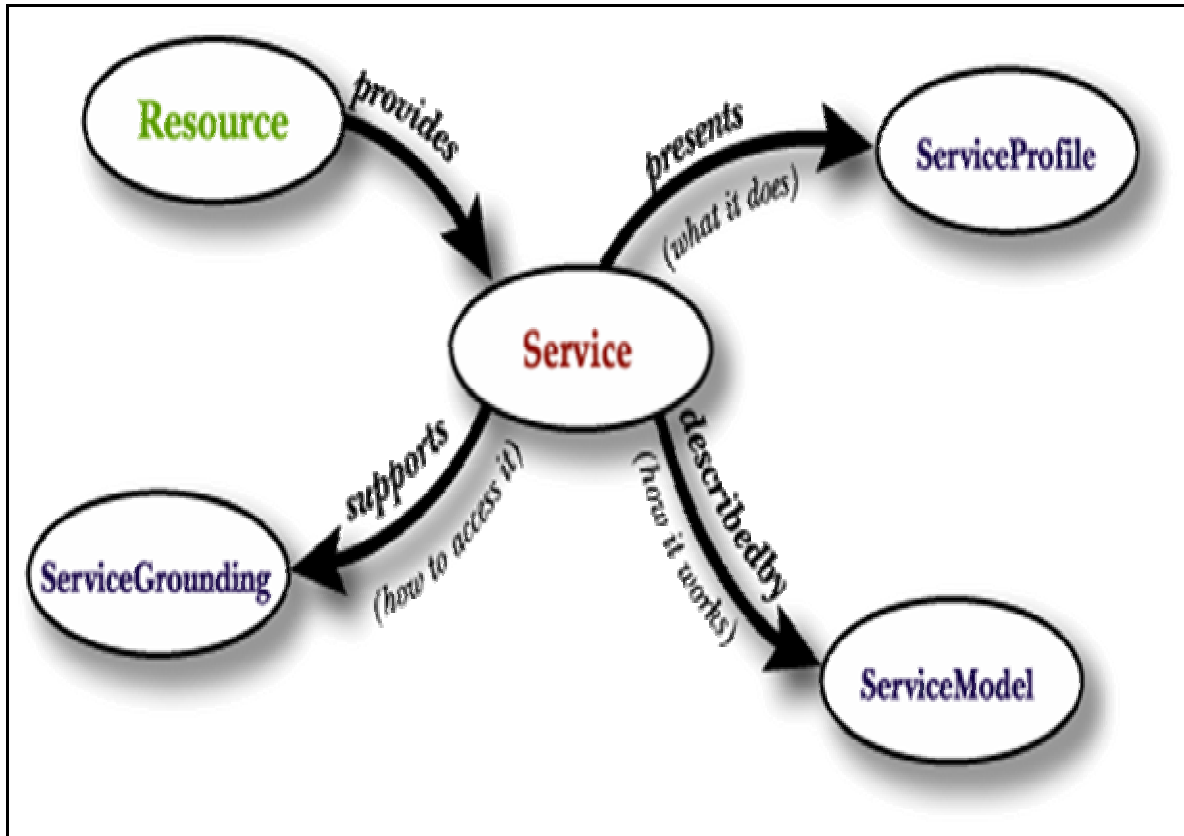 Resource
provides
presents
(what it does)
ServiceProfile
Service
supports
(how to access it)
ServiceGrounding
describedby
(how it works)
ServiceModel